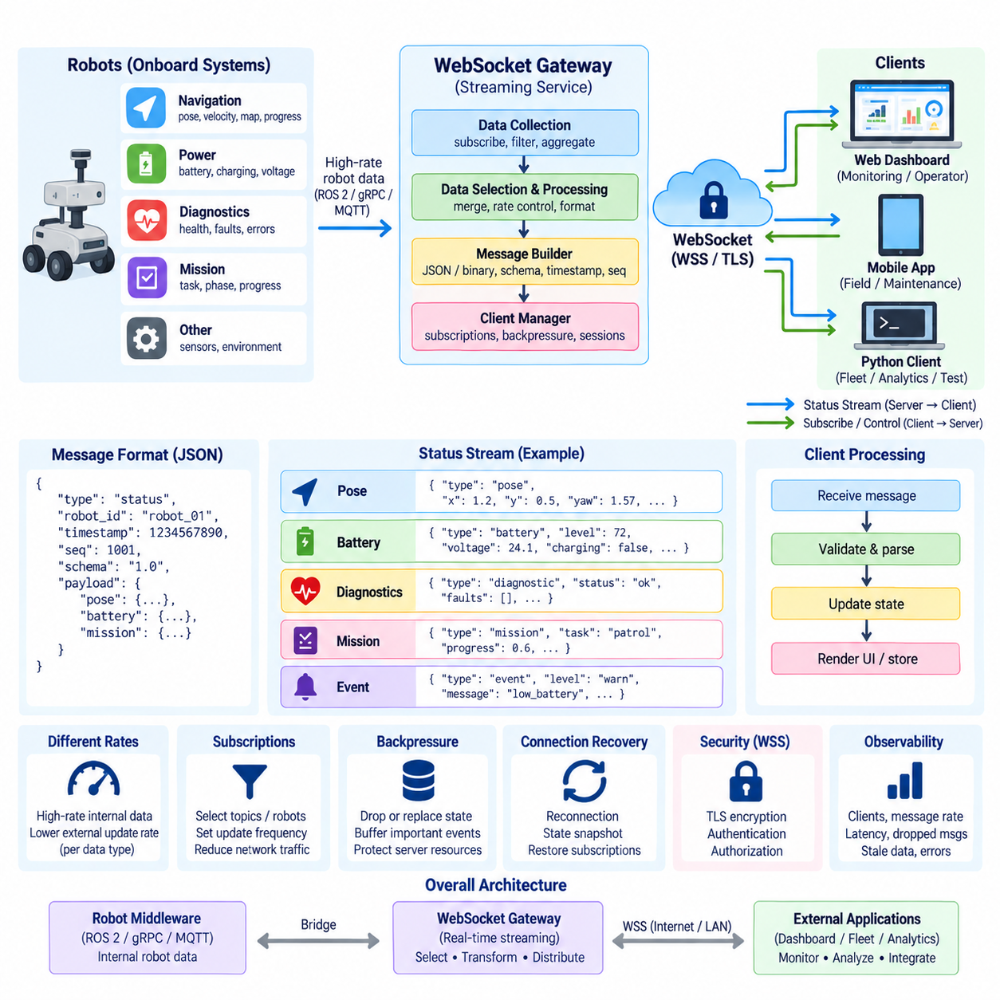 Robots (Onboard Systems)
Navigation
pose, velocity, map, progress
Power
battery, charging, voltage
Diagnostics
health, faults, errors
Mission
task, phase, progress
Other
sensors, environment
High-rate
robot data
(ROS 2 / gRPC /
MQTT)
WebSocket Gateway
(Streaming Service)
Data Collection
subscribe, filter, aggregate
Data Selection & Processing
merge, rate control, format
Message Builder
JSON / binary, schema, timestamp, seq
Client Manager
subscriptions, backpressure, sessions
WebSocket
(WSS / TLS)
Clients
Web Dashboard
(Monitoring / Operator)
Mobile App
(Field / Maintenance)
>_
Python Client
(Fleet / Analytics / Test)
Status Stream (Server → Client)
Subscribe / Control (Client → Server)
Message Format (JSON)
{
"type": "status",
"robot_id": "robot_01",
"timestamp": 1234567890,
"seq": 1001,
"schema": "1.0",
"payload": {
"pose": {...},
"battery": {...},
"mission": {...}
}
}
Status Stream (Example)
Pose
{ "type": "pose",
"x": 1.2, "y": 0.5, "yaw": 1.57, ... }
Battery
{ "type": "battery", "level": 72,
"voltage": 24.1, "charging": false, ... }
Diagnostics
{ "type": "diagnostic", "status": "ok",
"faults": [], ... }
Mission
{ "type": "mission", "task": "patrol",
"progress": 0.6, ... }
Event
{ "type": "event", "level": "warn",
"message": "low_battery", ... }
Client Processing
Receive message
Validate & parse
Update state
Render UI / store
Different Rates
High-rate internal data
Lower external update rate
(per data type)
Subscriptions
Select topics / robots
Set update frequency
Reduce network traffic
Backpressure
Drop or replace state
Buffer important events
Protect server resources
Connection Recovery
Reconnection
State snapshot
Restore subscriptions
Security (WSS)
TLS encryption
Authentication
Authorization
Observability
Clients, message rate
Latency, dropped msgs
Stale data, errors
Overall Architecture
Robot Middleware
(ROS 2 / gRPC / MQTT)
Internal robot data
Bridge
WebSocket Gateway
(Real-time streaming)
Select • Transform • Distribute
WSS (Internet / LAN)
External Applications
(Dashboard / Fleet / Analytics)
Monitor • Analyze • Integrate